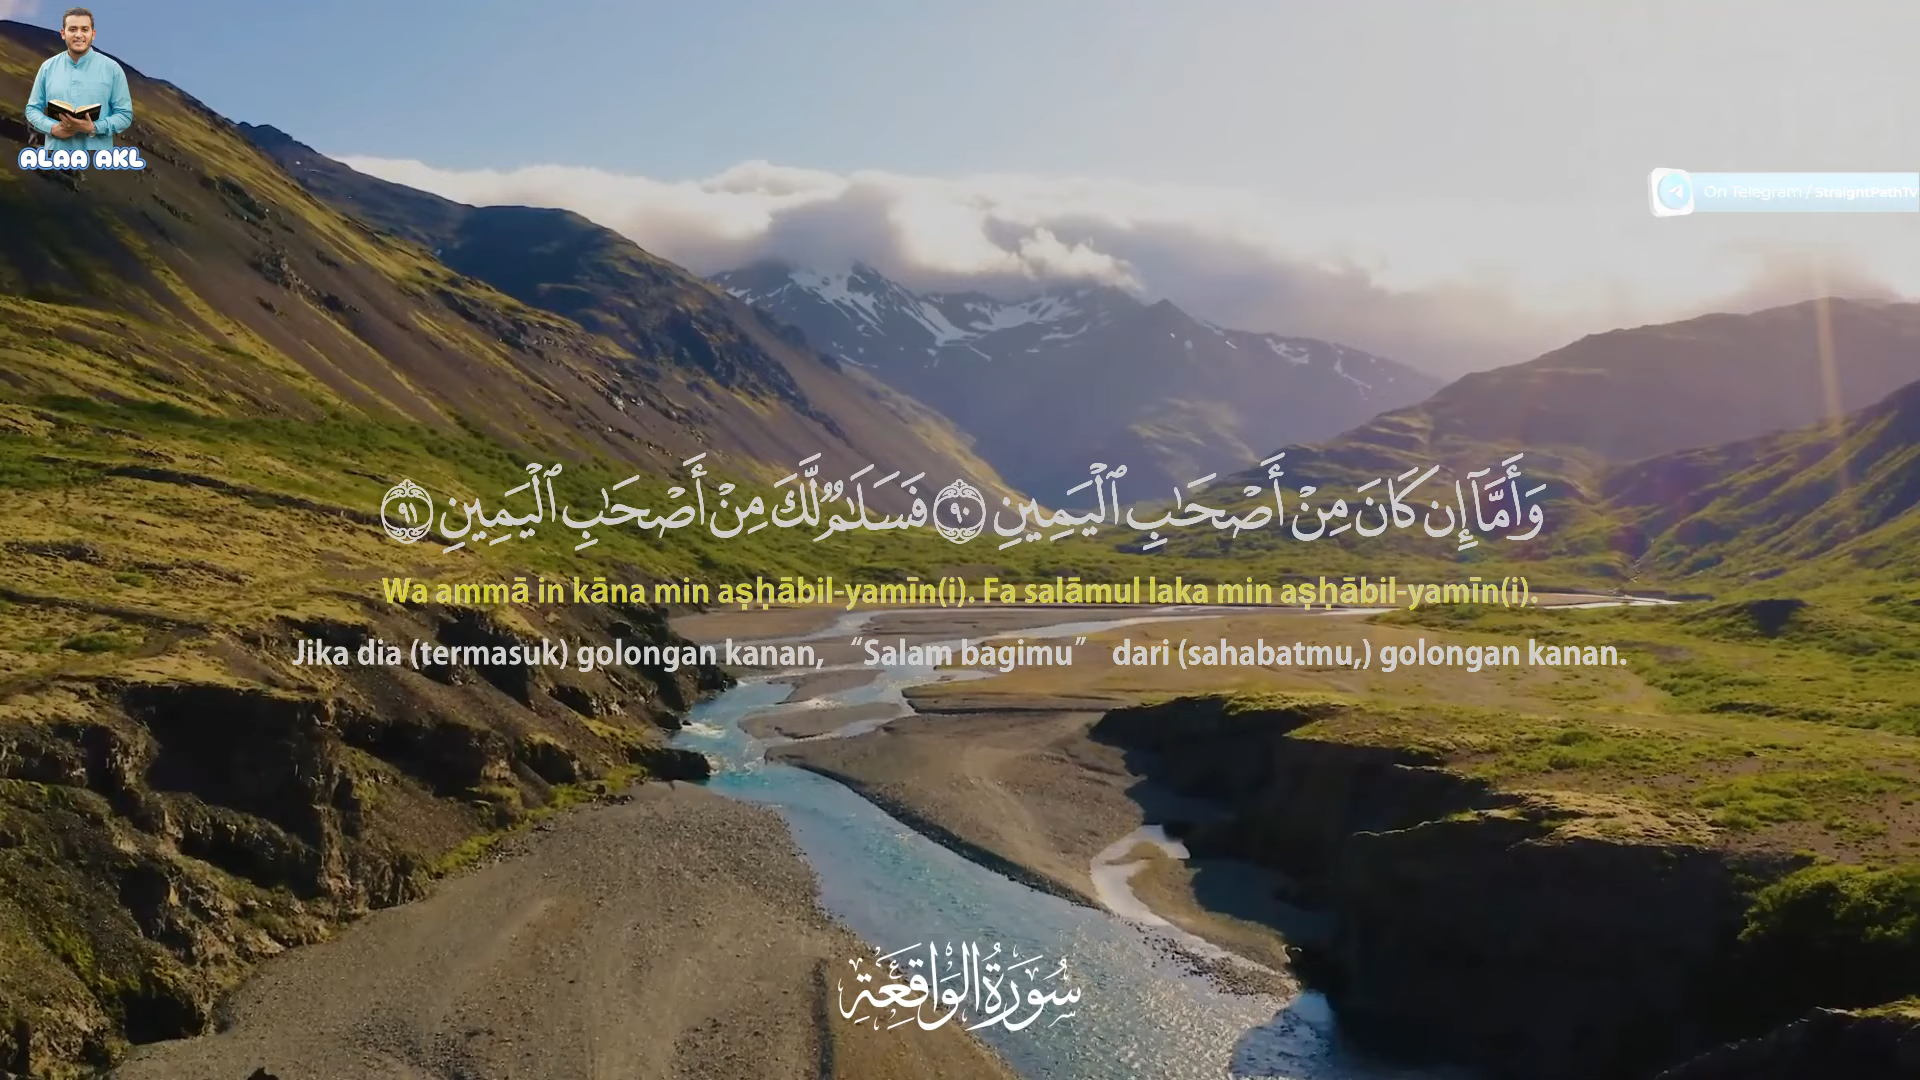 ALAA AKL
On Telegram / StraightPathTV
وَأَمَّآ إِن كَانَ مِنْ أَصْحَـٰبِ ٱلْيَمِينِ ٩٠ فَسَلَـٰمٌ لَّكَ مِنْ أَصْحَـٰبِ ٱلْيَمِينِ ٩١
Wa ammā in kāna min aṣḥābil-yamīn(i). Fa salāmul laka min aṣḥābil-yamīn(i).
Jika dia (termasuk) golongan kanan, “Salam bagimu” dari (sahabatmu,) golongan kanan.
سُورَةُ الْوَاقِعَةِ